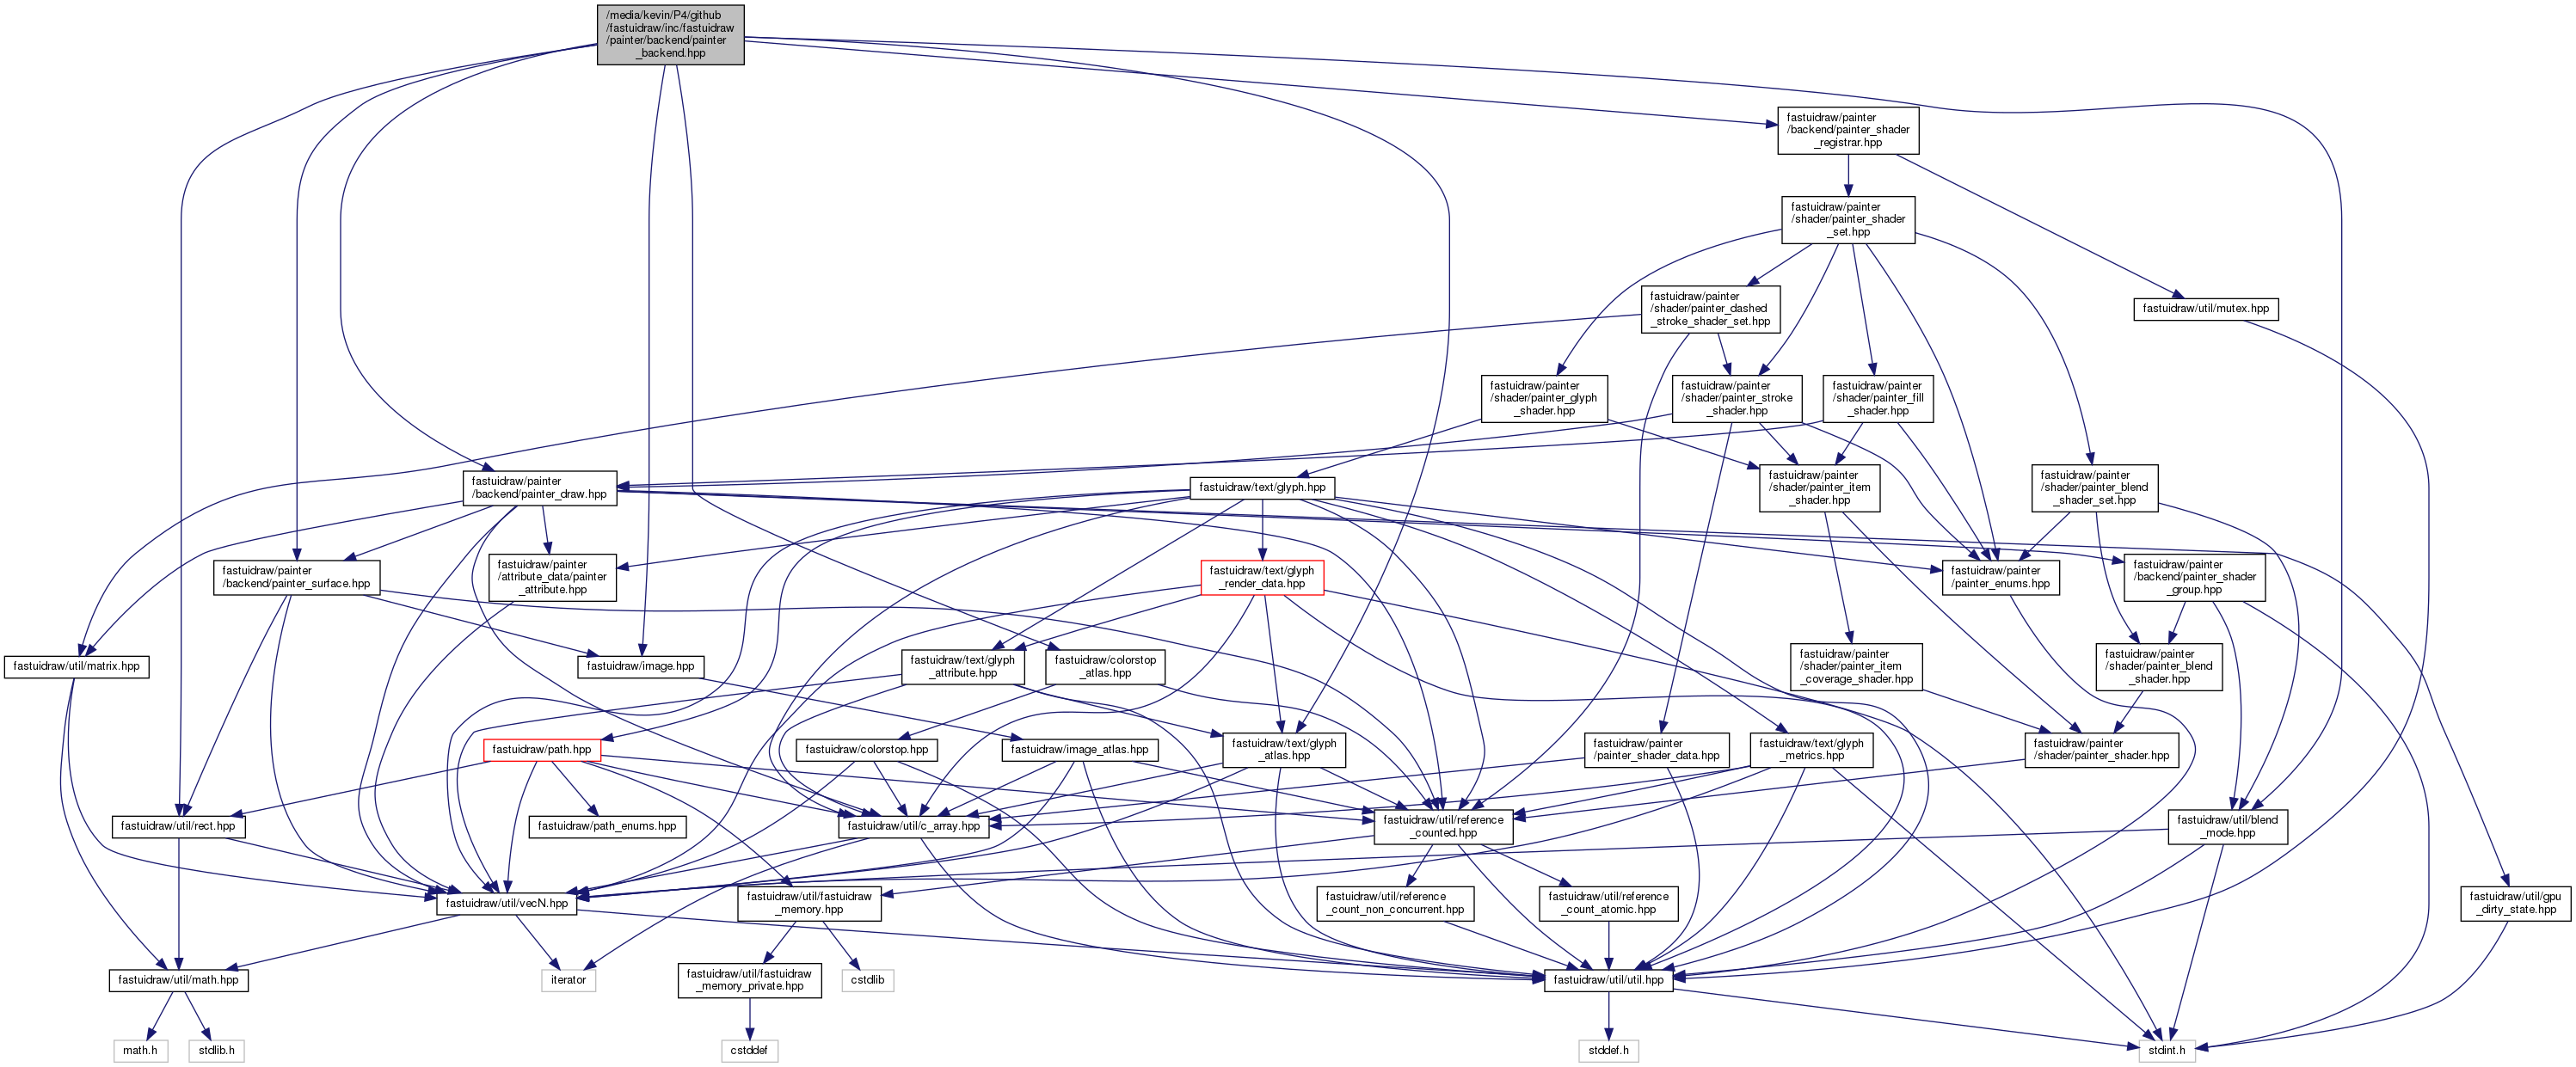 /media/kevin/P4/github
/fastuidraw/inc/fastuidraw
/painter/backend/painter
_backend.hpp
fastuidraw/painter
/backend/painter_shader
_registrar.hpp
fastuidraw/painter
/shader/painter_shader
_set.hpp
fastuidraw/painter
/shader/painter_dashed
_stroke_shader_set.hpp
fastuidraw/util/mutex.hpp
fastuidraw/painter
/shader/painter_glyph
_shader.hpp
fastuidraw/painter
/shader/painter_stroke
_shader.hpp
fastuidraw/painter
/shader/painter_fill
_shader.hpp
fastuidraw/painter
/backend/painter_draw.hpp
fastuidraw/text/glyph.hpp
fastuidraw/painter
/shader/painter_item
_shader.hpp
fastuidraw/painter
/shader/painter_blend
_shader_set.hpp
fastuidraw/painter
/backend/painter_surface.hpp
fastuidraw/painter
/attribute_data/painter
_attribute.hpp
fastuidraw/text/glyph
_render_data.hpp
fastuidraw/painter
/painter_enums.hpp
fastuidraw/painter
/backend/painter_shader
_group.hpp
fastuidraw/util/matrix.hpp
fastuidraw/image.hpp
fastuidraw/text/glyph
_attribute.hpp
fastuidraw/colorstop
_atlas.hpp
fastuidraw/painter
/shader/painter_item
_coverage_shader.hpp
fastuidraw/painter
/shader/painter_blend
_shader.hpp
fastuidraw/path.hpp
fastuidraw/colorstop.hpp
fastuidraw/image_atlas.hpp
fastuidraw/text/glyph
_atlas.hpp
fastuidraw/painter
/painter_shader_data.hpp
fastuidraw/text/glyph
_metrics.hpp
fastuidraw/painter
/shader/painter_shader.hpp
fastuidraw/util/rect.hpp
fastuidraw/path_enums.hpp
fastuidraw/util/c_array.hpp
fastuidraw/util/reference
_counted.hpp
fastuidraw/util/blend
_mode.hpp
fastuidraw/util/vecN.hpp
fastuidraw/util/fastuidraw
_memory.hpp
fastuidraw/util/reference
_count_non_concurrent.hpp
fastuidraw/util/reference
_count_atomic.hpp
fastuidraw/util/gpu
_dirty_state.hpp
fastuidraw/util/math.hpp
iterator
fastuidraw/util/fastuidraw
_memory_private.hpp
cstdlib
fastuidraw/util/util.hpp
math.h
stdlib.h
cstddef
stddef.h
stdint.h